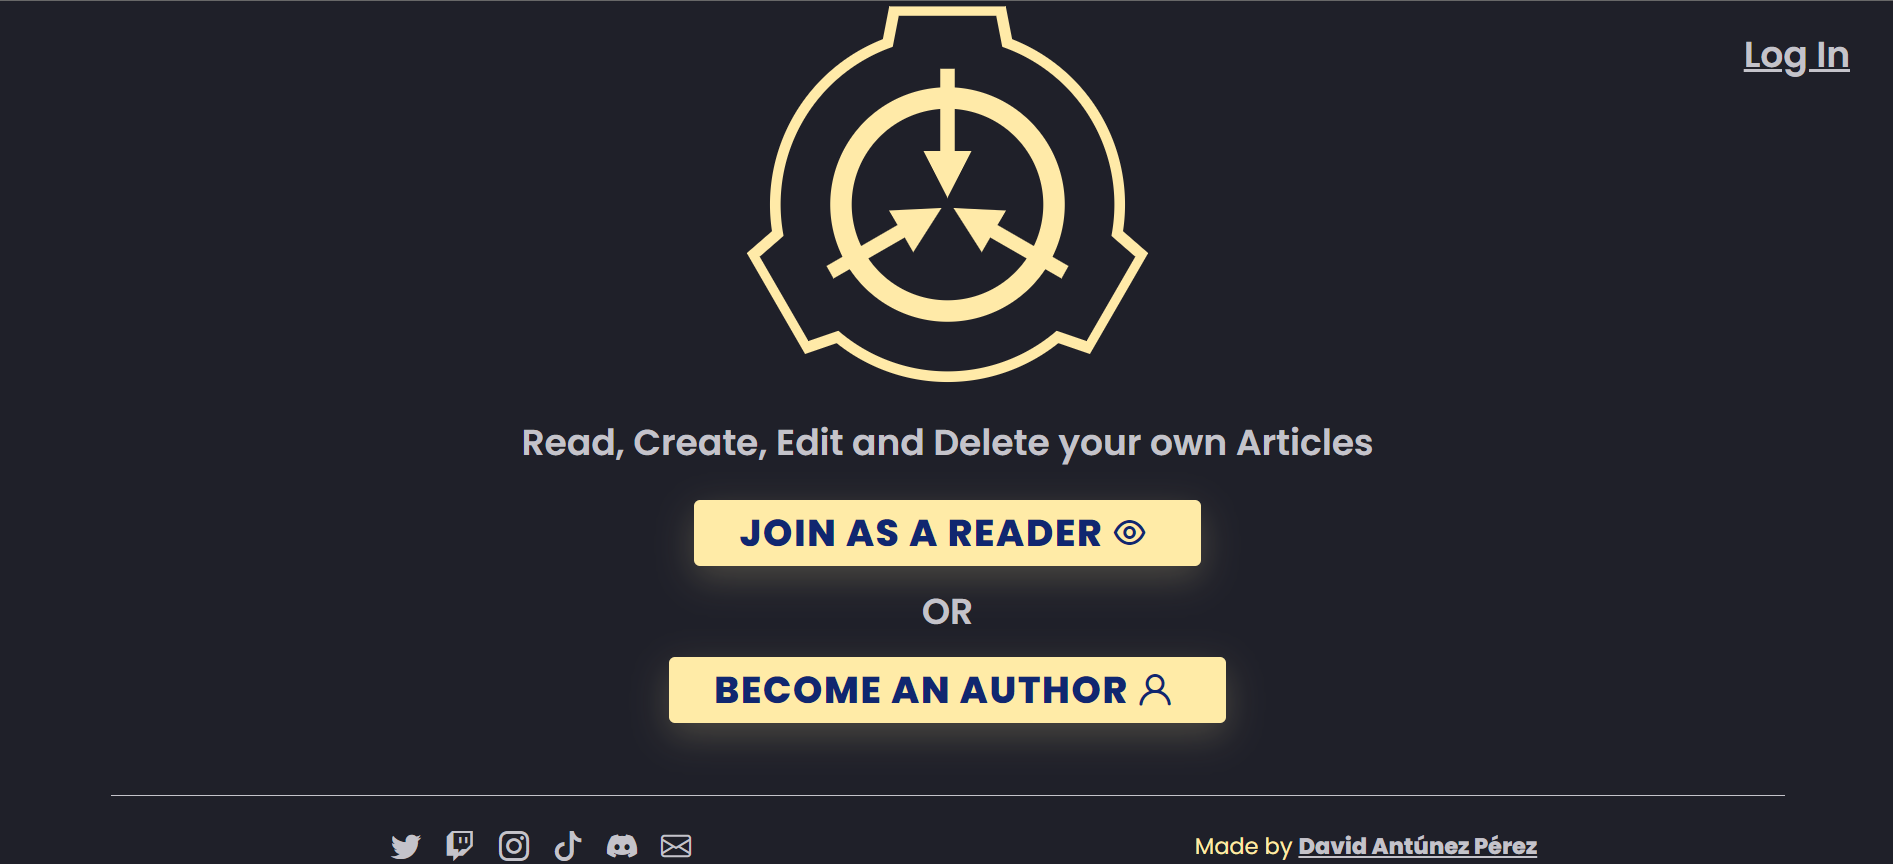 Log In
Read, Create, Edit and Delete your own Articles
JOIN AS A READER
OR
BECOME AN AUTHOR
Made by David Antúnez Pérez